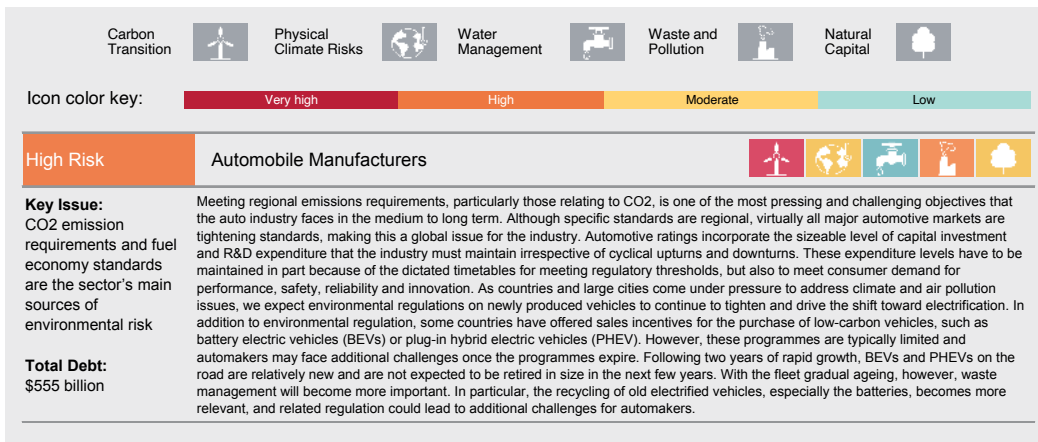 Carbon Transition
Physical Climate Risks
Water Management
Waste and Pollution
Natural Capital
Icon color key:
Very high
High
Moderate
Low
High Risk
Automobile Manufacturers
Key Issue:
CO2 emission
requirements and fuel
economy standards
are the sector's main
sources of
environmental risk
Total Debt:
$555 billion
Meeting regional emissions requirements, particularly those relating to CO2, is one of the most pressing and challenging objectives that
the auto industry faces in the medium to long term. Although specific standards are regional, virtually all major automotive markets are
tightening standards, making this a global issue for the industry. Automotive ratings incorporate the sizeable level of capital investment
and R&D expenditure that the industry must maintain irrespective of cyclical upturns and downturns. These expenditure levels have to be
maintained in part because of the dictated timetables for meeting regulatory thresholds, but also to meet consumer demand for
performance, safety, reliability and innovation. As countries and large cities come under pressure to address climate and air pollution
issues, we expect environmental regulations on newly produced vehicles to continue to tighten and drive the shift toward electrification. In
addition to environmental regulation, some countries have offered sales incentives for the purchase of low-carbon vehicles, such as
battery electric vehicles (BEVs) or plug-in hybrid electric vehicles (PHEV). However, these programmes are typically limited and
automakers may face additional challenges once the programmes expire. Following two years of rapid growth, BEVs and PHEVs on the
road are relatively new and are not expected to be retired in size in the next few years. With the fleet gradual ageing, however, waste
management will become more important. In particular, the recycling of old electrified vehicles, especially the batteries, becomes more
relevant, and related regulation could lead to additional challenges for automakers.